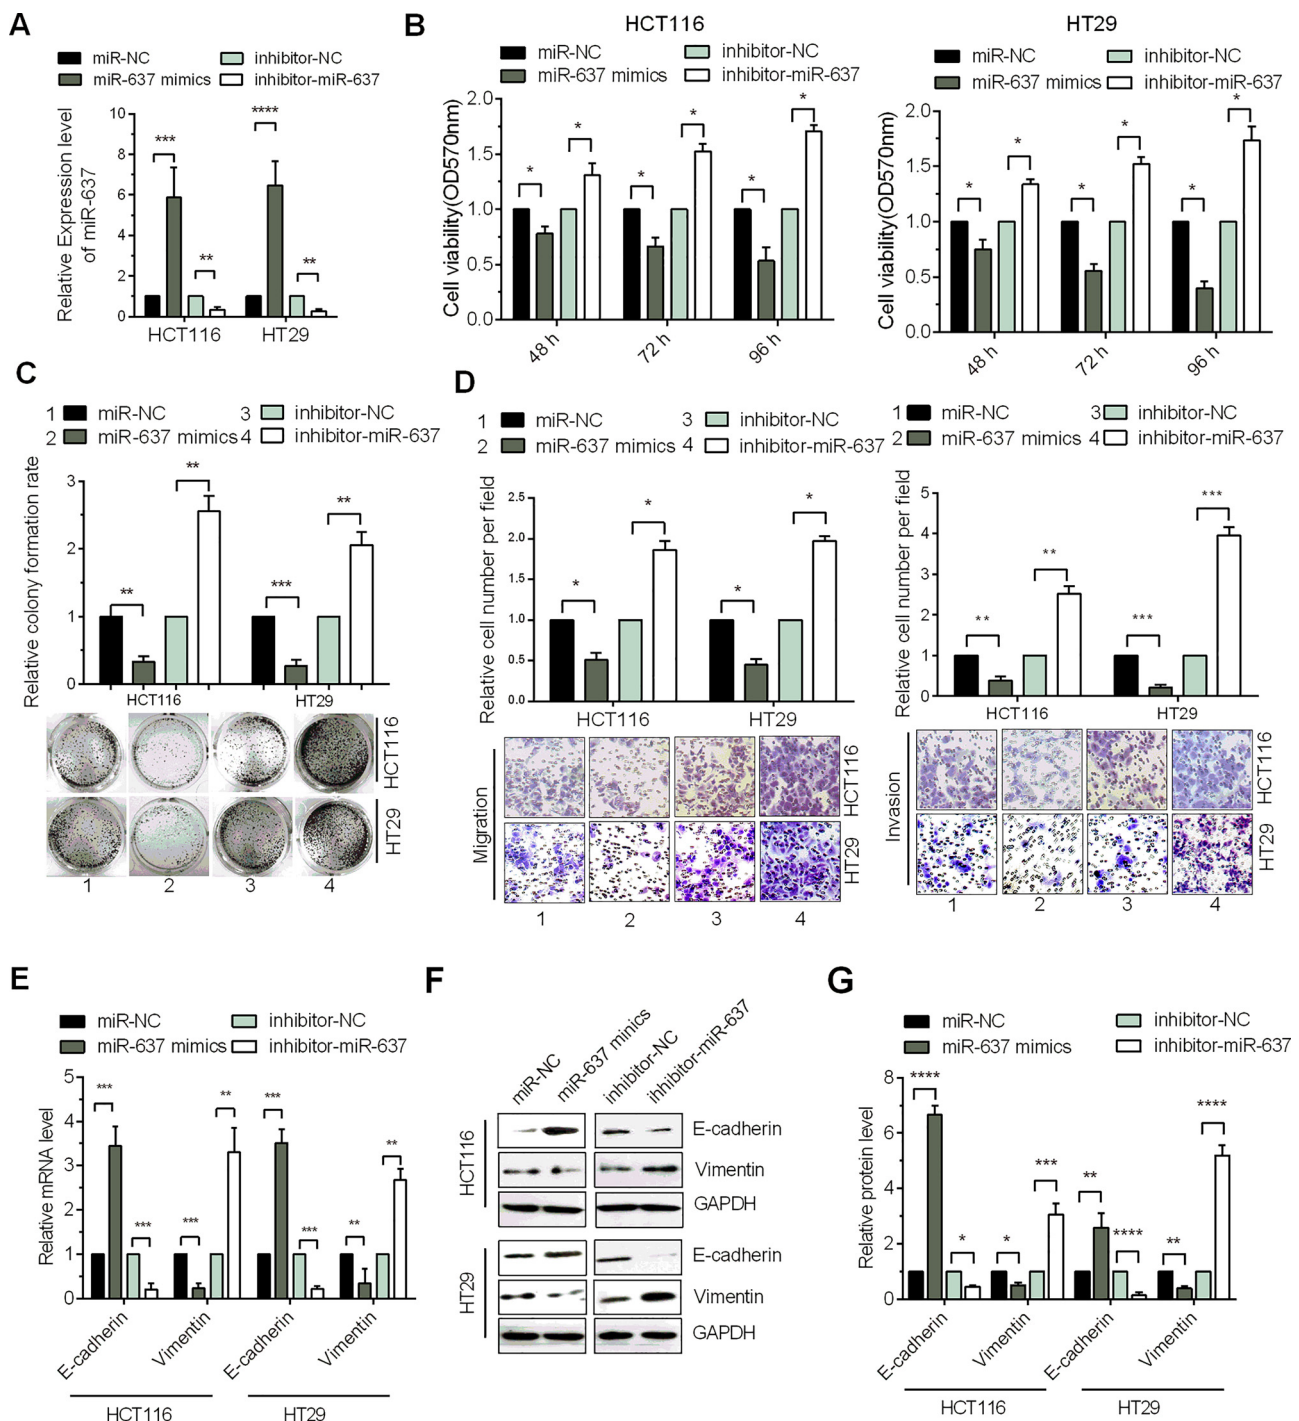 A
miR-NC
inhibitor-NC
miR-637 mimics
inhibitor-miR-637
Relative Expression level
of miR-637
10
8
6
4
2
0
***
**
****
**
HCT116
HT29
B
HCT116
miR-NC
inhibitor-NC
miR-637 mimics
inhibitor-miR-637
Cell viability(OD570nm)
2.0
1.5
1.0
0.5
0.0
*
*
*
*
*
*
48 h
72 h
96 h
HT29
miR-NC
inhibitor-NC
miR-637 mimics
inhibitor-miR-637
Cell viability(OD570nm)
2.0
1.5
1.0
0.5
0.0
*
*
*
*
*
*
48 h
72 h
96 h
C
1 miR-NC
3 inhibitor-NC
2 miR-637 mimics
4 inhibitor-miR-637
Relative colony formation rate
3
2
1
0
**
**
***
**
HCT116
HT29
HCT116
HT29
1 2 3 4
D
1 miR-NC
3 inhibitor-NC
2 miR-637 mimics
4 inhibitor-miR-637
Relative cell number per field
2.5
2.0
1.5
1.0
0.5
0.0
*
*
*
*
HCT116
HT29
Migration
HCT116
HT29
1 2 3 4
1 miR-NC
3 inhibitor-NC
2 miR-637 mimics
4 inhibitor-miR-637
Relative cell number per field
5
4
3
2
1
0
**
**
***
***
HCT116
HT29
Invasion
HCT116
HT29
1 2 3 4
E
miR-NC
inhibitor-NC
miR-637 mimics
inhibitor-miR-637
Relative mRNA level
5
4
3
2
1
0
***
***
***
**
***
***
**
**
E-cadherin
Vimentin
E-cadherin
Vimentin
HCT116
HT29
F
miR-NC
miR-637 mimics
inhibitor-NC
ihhibitor-miR-637
HCT116
E-cadherin
Vimentin
GAPDH
HT29
E-cadherin
Vimentin
GAPDH
G
miR-NC
inhibitor-NC
miR-637 mimics
inhibitor-miR-637
Relative protein level
8
6
4
2
0
****
*
*
***
**
****
**
****
E-cadherin
Vimentin
E-cadherin
Vimentin
HCT116
HT29